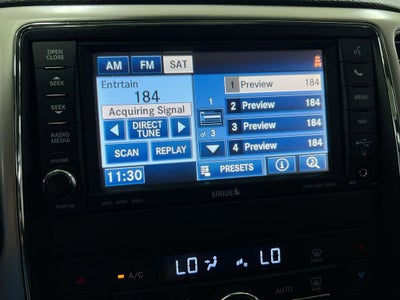 OPEN
CLOSE
SEEK
SEEK
RADIO
MEDIA
VOLUME
AM FM SAT
Entrtain
184
Acquiring Signal
DIRECT
TUNE
SCAN REPLAY
11:30
1
of 3
1 Preview 184
2 Preview 184
3 Preview 184
4 Preview 184
PRESETS
i
MENU
SIRIUS
LO LO
A/C
AUTO